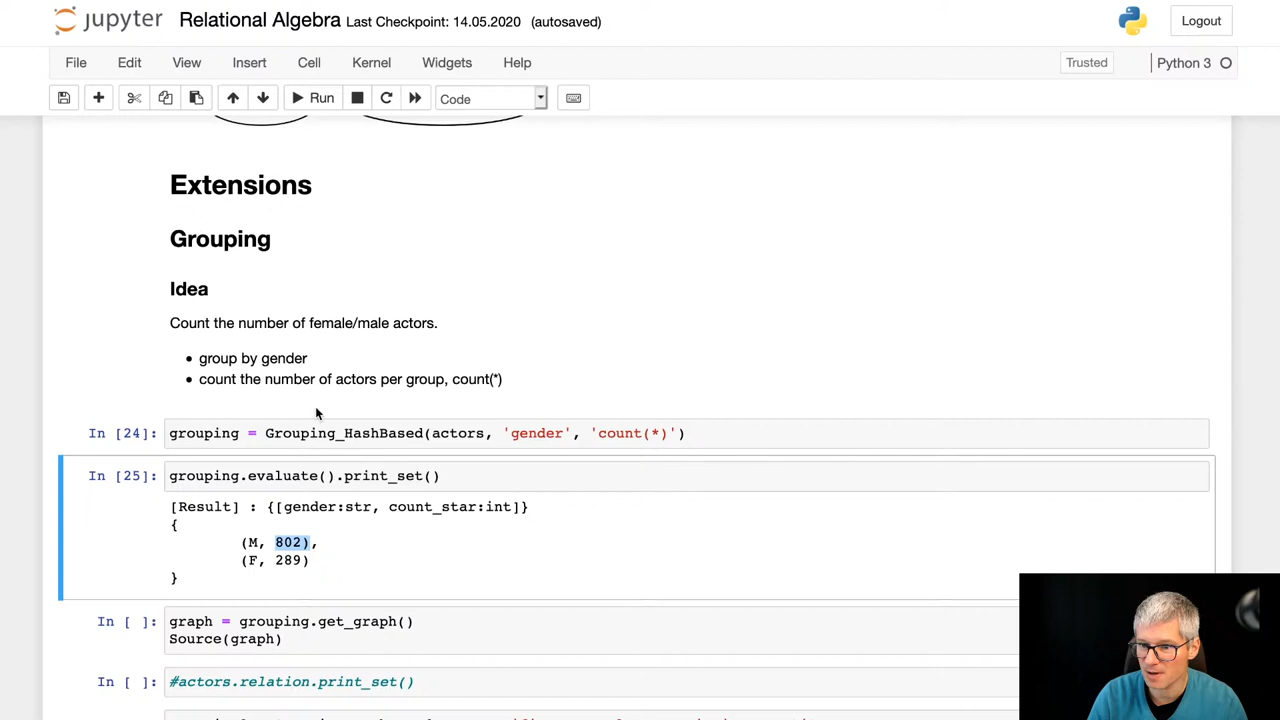 jupyter Relational Algebra Last Checkpoint: 14.05.2020 (autosaved) Logout
File Edit View Insert Cell Kernel Widgets Help Trusted Python 3
Run Code
Extensions
Grouping
Idea
Count the number of female/male actors.
• group by gender
• count the number of actors per group, count(*)
In [24]: grouping = Grouping_HashBased(actors, 'gender', 'count(*)')
In [25]: grouping.evaluate().print_set()
[Result] : {[gender:str, count_star:int]}
{
(M, 802),
(F, 289)
}
In [ ]: graph = grouping.get_graph()
Source(graph)
In [ ]: #actors.relation.print_set()